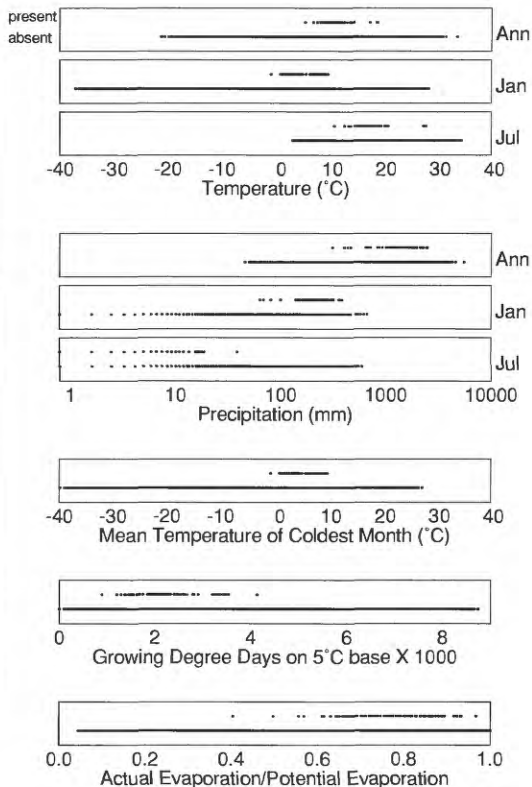 present
absent
Ann
Jan
Jul
-40 -30 -20 -10 0 10 20 30 40
Temperature (˚C)
Ann
Jan
Jul
1 10 100 1000 10000
Precipitation (mm)
-40 -30 -20 -10 0 10 20 30 40
Mean Temperature of Coldest Month (˚C)
0 2 4 6 8
Growing Degree Days on 5˚C base X 1000
0.0 0.2 0.4 0.6 0.8 1.0
Actual Evaporation/Potential Evaporation